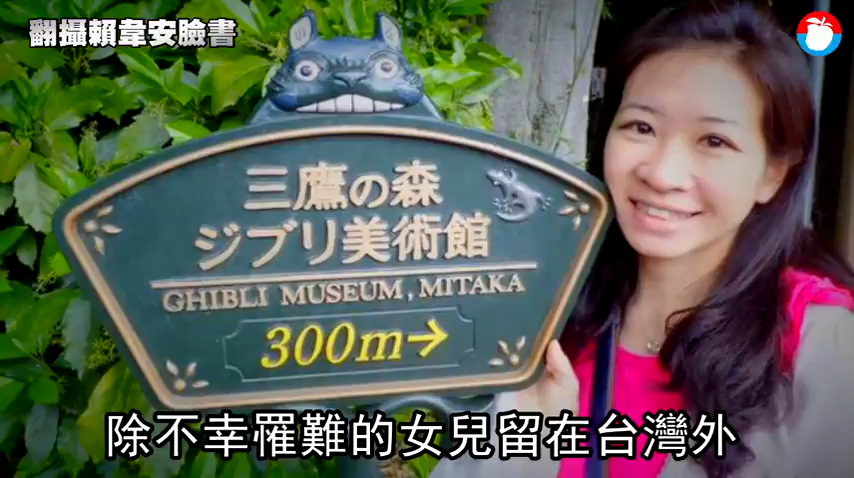 翻攝賴韋安臉書
三鷹の森
ジブリ美術館
GHIBLI MUSEUM, MITAKA
300m→
除不幸罹難的女兒留在台灣外